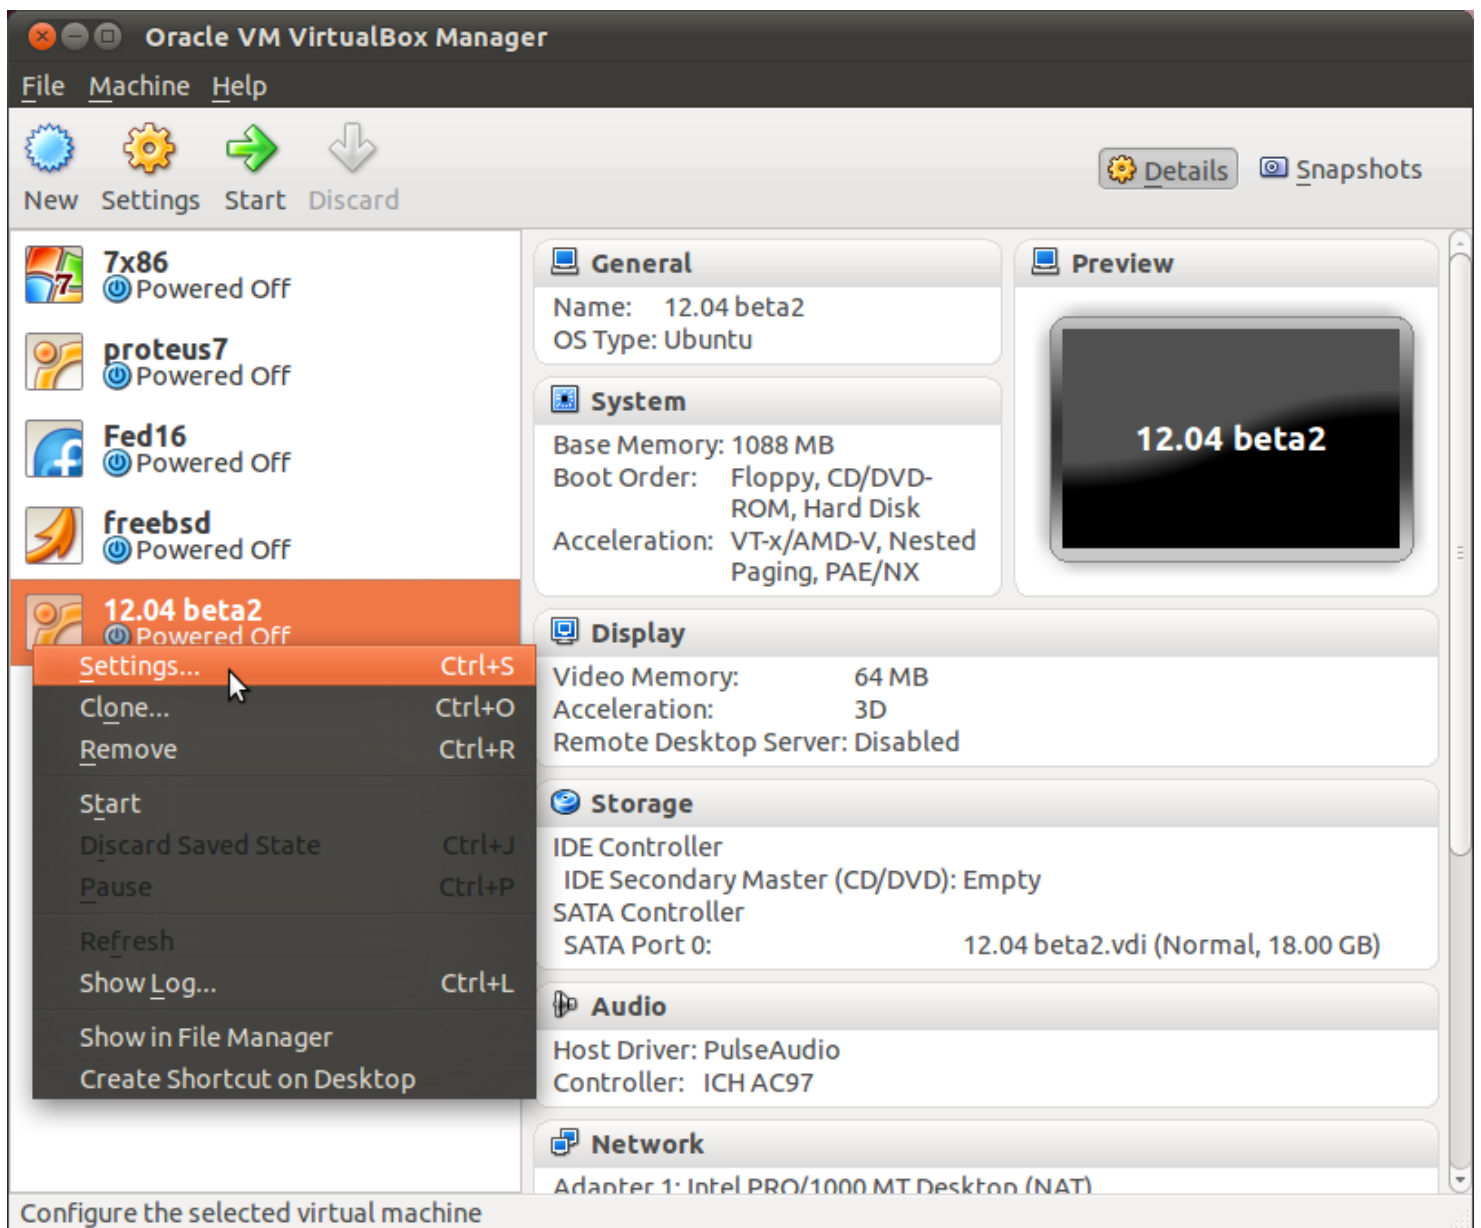 Oracle VM VirtualBox Manager
File Machine Help
New Settings Start Discard
Details Snapshots
7x86
Powered Off
proteus7
Powered Off
Fed16
Powered Off
freebsd
Powered Off
12.04 beta2
Powered Off
Settings... Ctrl+S
Clone... Ctrl+O
Remove Ctrl+R
Start
Discard Saved State Ctrl+J
Pause Ctrl+P
Refresh
Show Log... Ctrl+L
Show in File Manager
Create Shortcut on Desktop
General
Name: 12.04 beta2
OS Type: Ubuntu
System
Base Memory: 1088 MB
Boot Order: Floppy, CD/DVD-
ROM, Hard Disk
Acceleration: VT-x/AMD-V, Nested
Paging, PAE/NX
Preview
12.04 beta2
Display
Video Memory: 64 MB
Acceleration: 3D
Remote Desktop Server: Disabled
Storage
IDE Controller
IDE Secondary Master (CD/DVD): Empty
SATA Controller
SATA Port 0: 12.04 beta2.vdi (Normal, 18.00 GB)
Audio
Host Driver: PulseAudio
Controller: ICH AC97
Network
Adapter 1: Intel PRO/1000 MT Desktop (NAT)
Configure the selected virtual machine